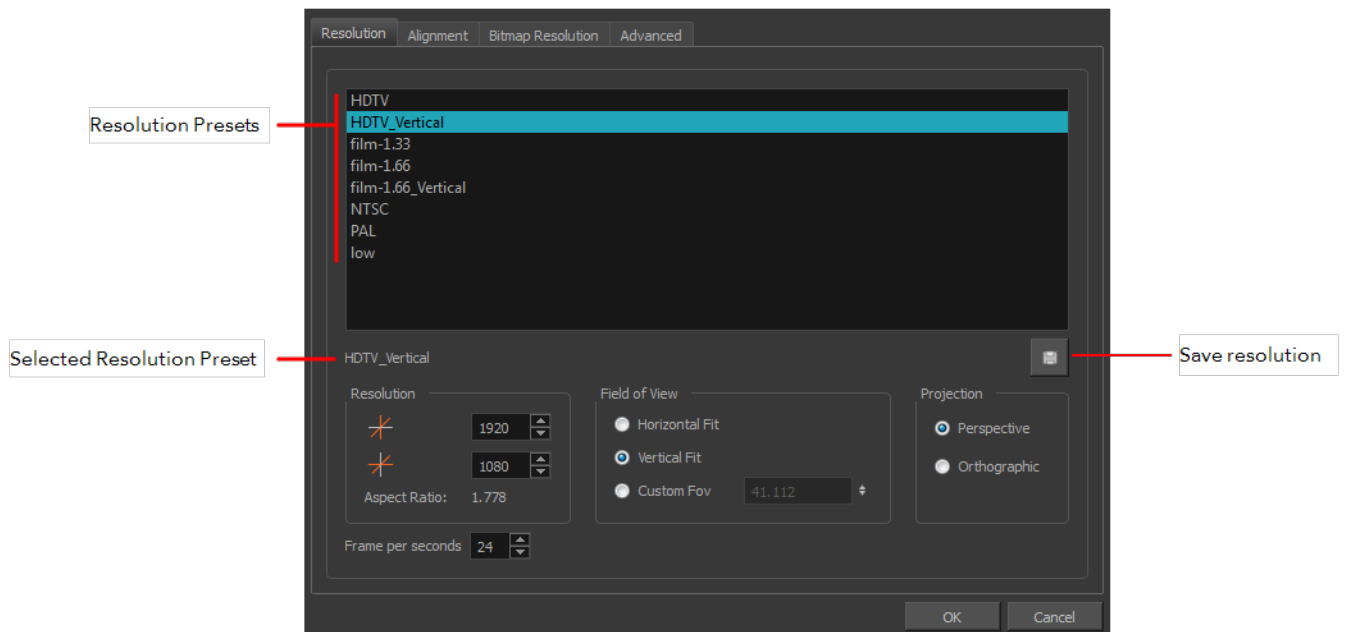 Resolution Alignment Bitmap Resolution Advanced
HDTV
HDTV_Vertical
film-1.33
film-1.66
film-1.66_Vertical
NTSC
PAL
low
Resolution Presets
Selected Resolution Preset
HDTV_Vertical
Save resolution
Resolution
1920
1080
Aspect Ratio: 1.778
Field of View
Horizontal Fit
Vertical Fit
Custom Fov 41.112
Projection
Perspective
Orthographic
Frame per seconds 24
OK Cancel